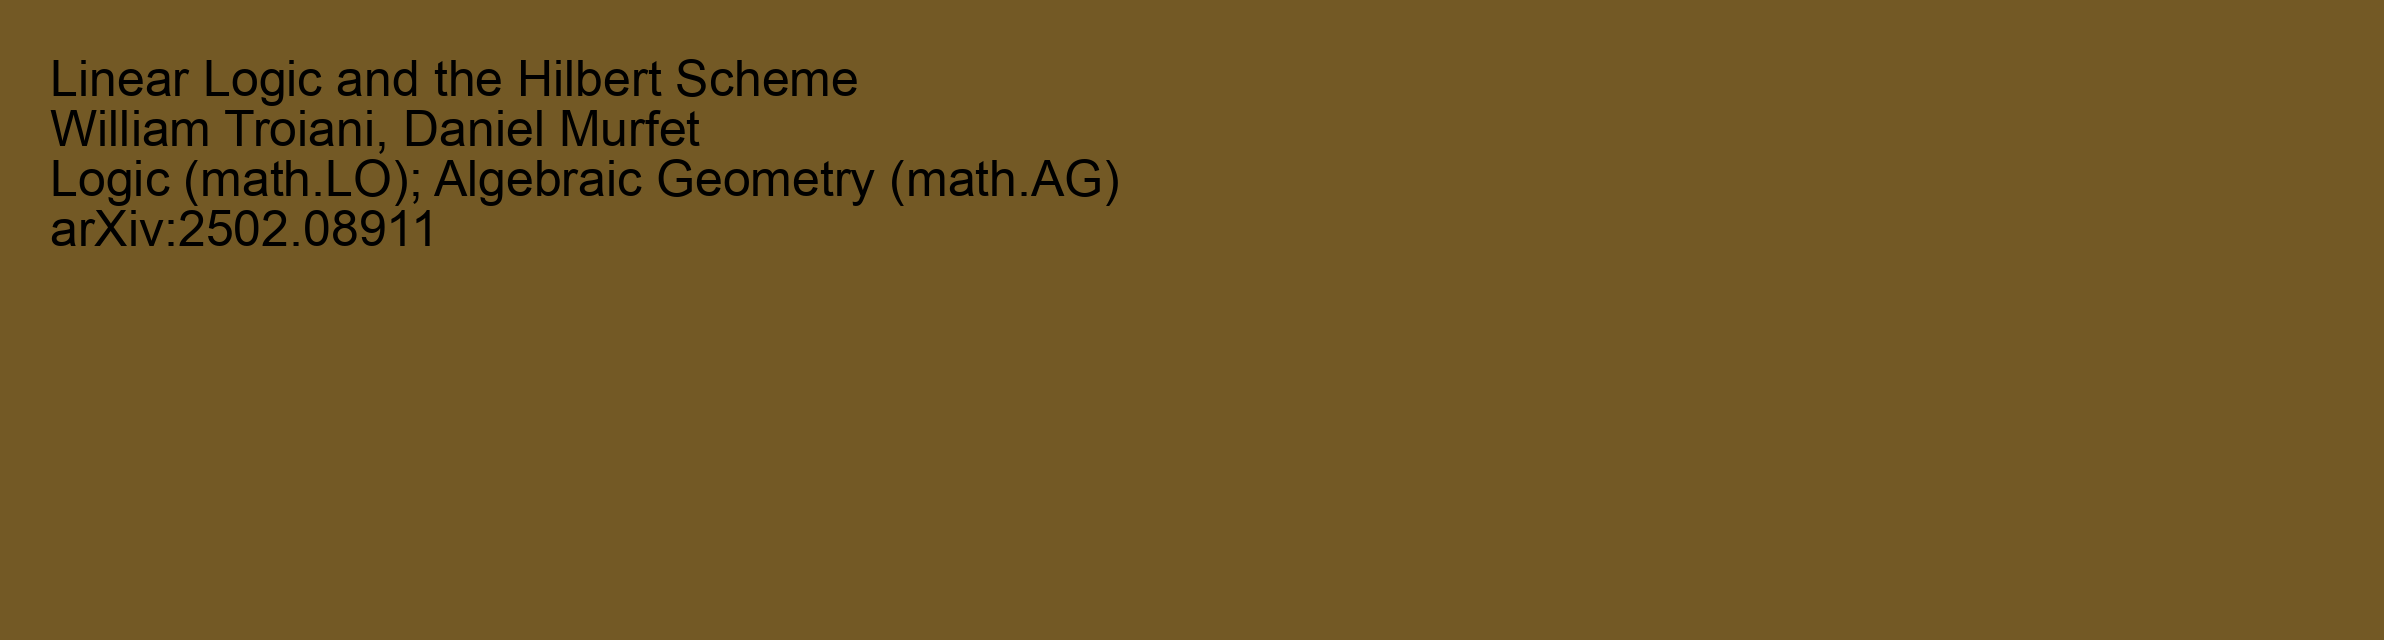 Linear Logic and the Hilbert Scheme
William Troiani, Daniel Murfet
Logic (math.LO); Algebraic Geometry (math.AG)
arXiv:2502.08911